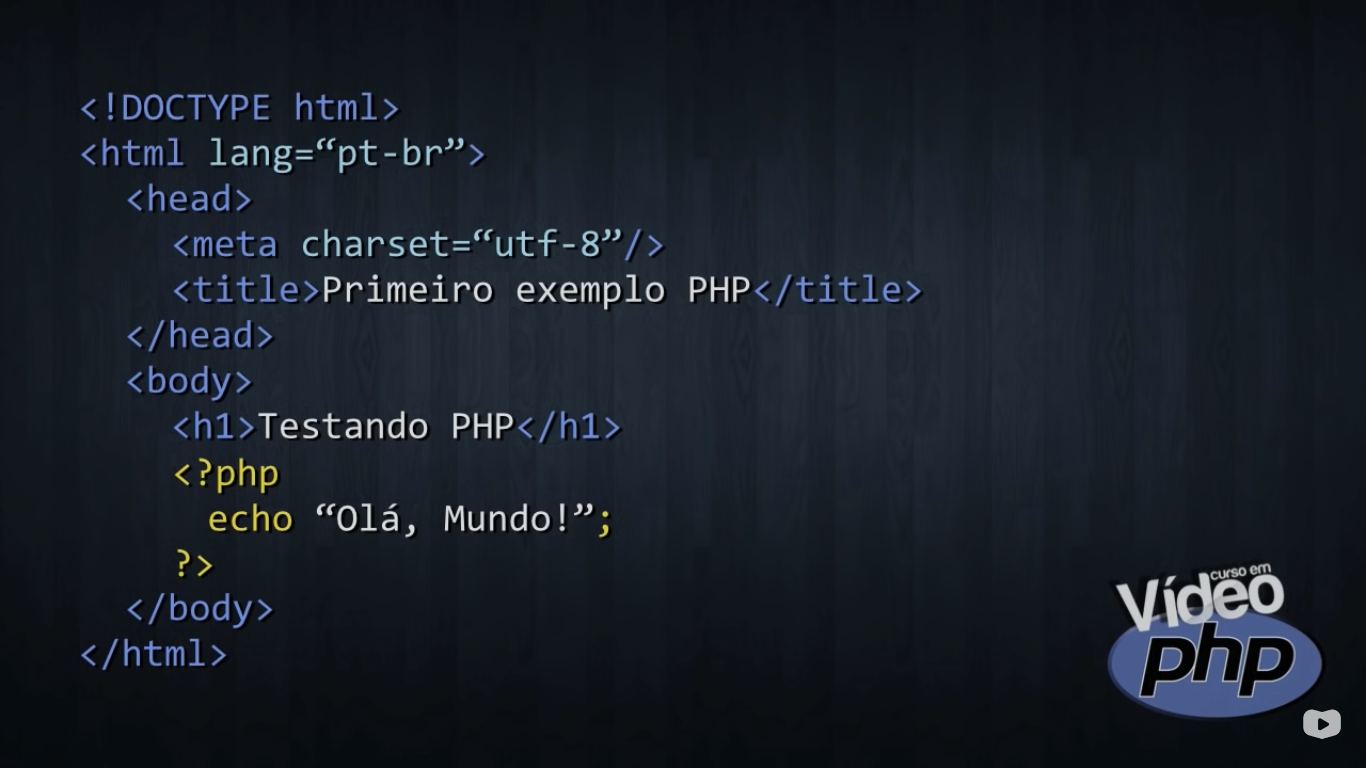 <!DOCTYPE html>
<html lang=“pt-br”>
<head>
<meta charset=“utf-8”/>
<title>Primeiro exemplo PHP</title>
</head>
<body>
<h1>Testando PHP</h1>
<?php
echo “Olá, Mundo!”;
?>
</body>
</html>
curso em
Vídeo
php